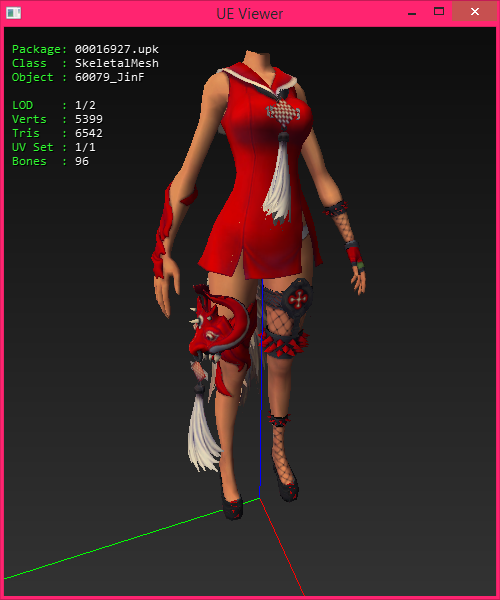 UE Viewer
Package: 00016927.upk
Class : SkeletalMesh
Object : 60079_JinF
LOD : 1/2
Verts : 5399
Tris : 6542
UV Set : 1/1
Bones : 96